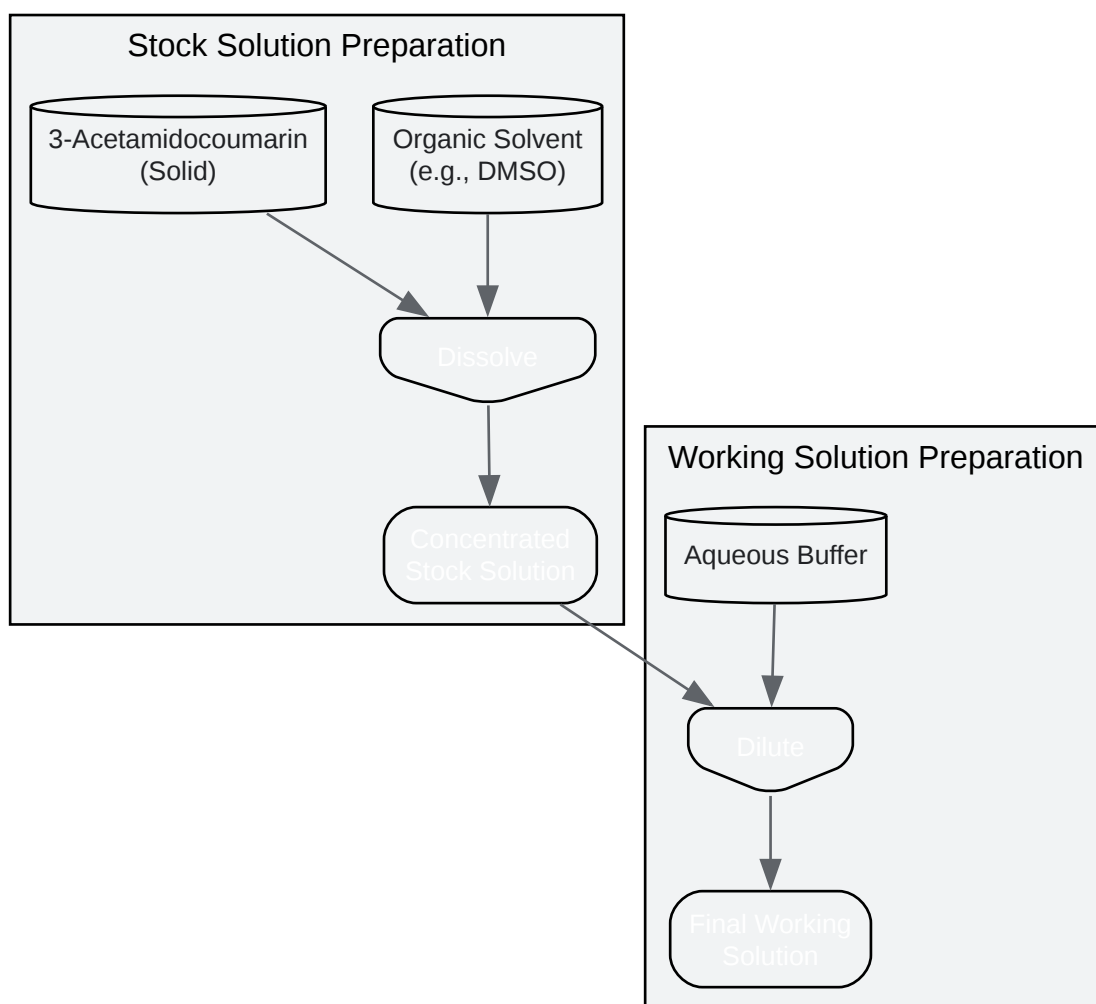 Stock Solution Preparation
3-Acetamidocoumarin
(Solid)
Organic Solvent
(e.g., DMSO)
Dissolve
Concentrated
Stock Solution
Working Solution Preparation
Aqueous Buffer
Dilute
Final Working
Solution